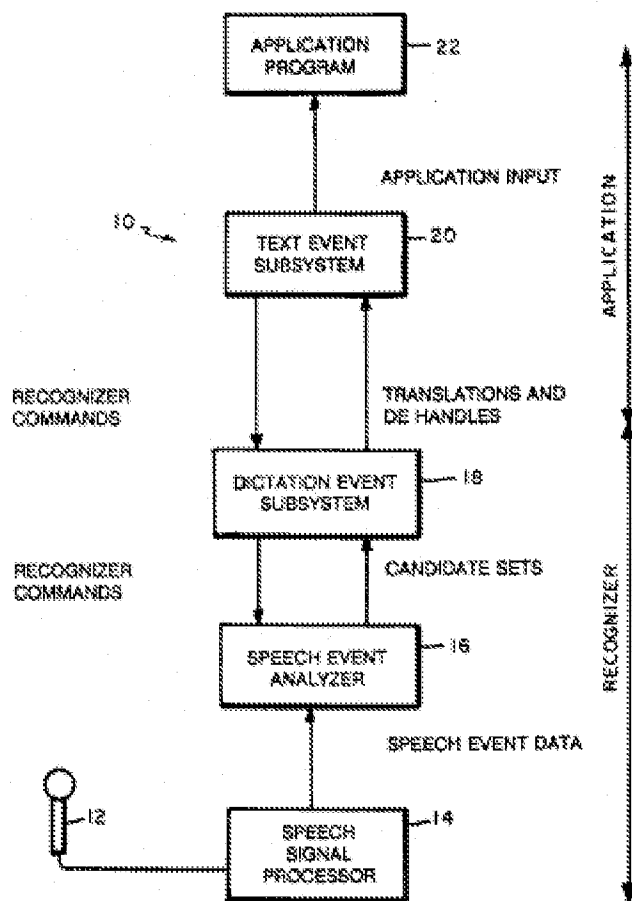 APPLICATION
PROGRAM
22
APPLICATION INPUT
10
TEXT EVENT
SUBSYSTEM
20
APPLICATION
RECOGNIZER
COMMANDS
TRANSLATIONS AND
DE HANDLES
DICTATION EVENT
SUBSYSTEM
18
RECOGNIZER
COMMANDS
CANDIDATE SETS
SPEECH EVENT
ANALYZER
16
RECOGNIZER
SPEECH EVENT DATA
12
SPEECH
SIGNAL
PROCESSOR
14